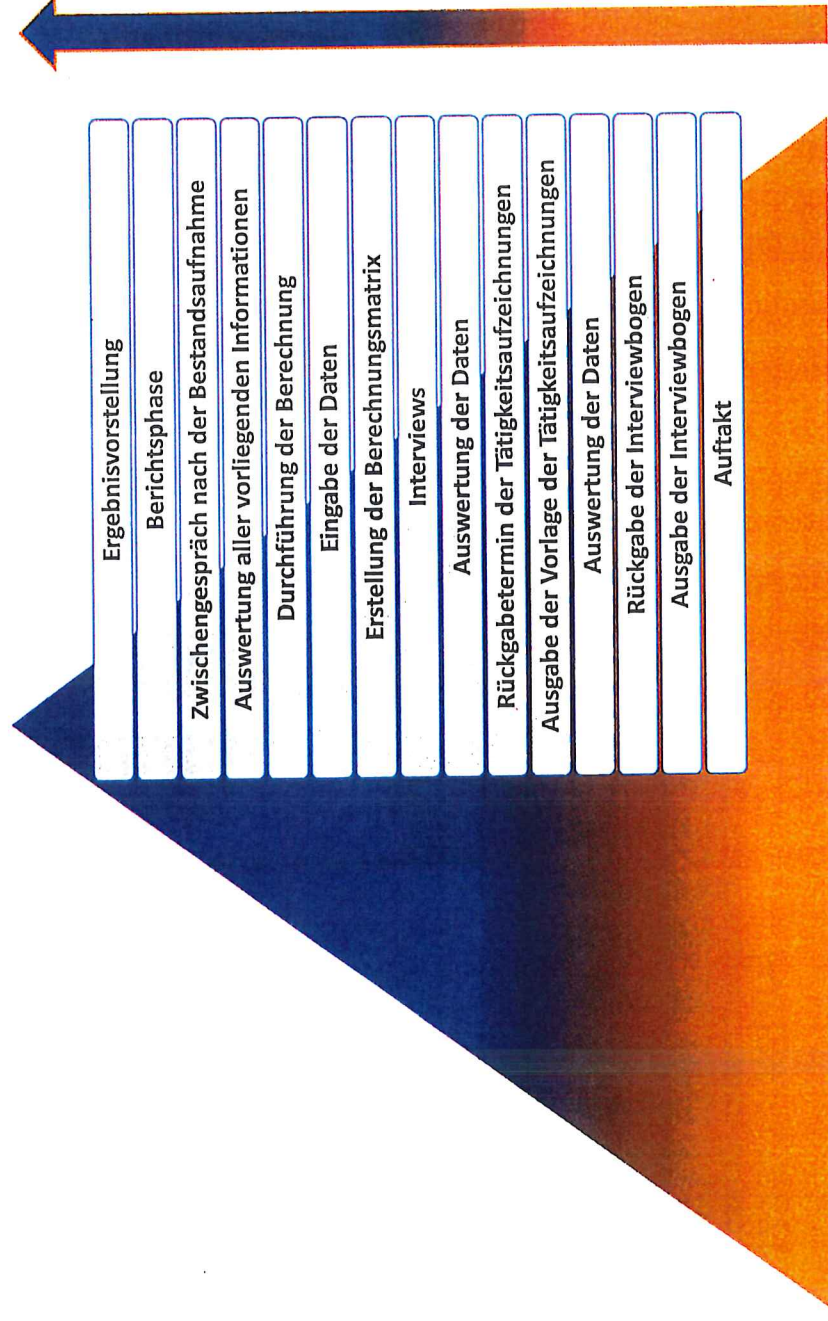 Ergebnisvorstellung
Berichtsphase
Zwischengespräch nach der Bestandsaufnahme
Auswertung aller vorliegenden Informationen
Durchführung der Berechnung
Eingabe der Daten
Erstellung der Berechnungsmatrix
Interviews
Auswertung der Daten
Rückgabetermin der Tätigkeitsaufzeichnungen
Ausgabe der Vorlage der Tätigkeitsaufzeichnungen
Auswertung der Daten
Rückgabe der Interviewbogen
Ausgabe der Interviewbogen
Auftakt